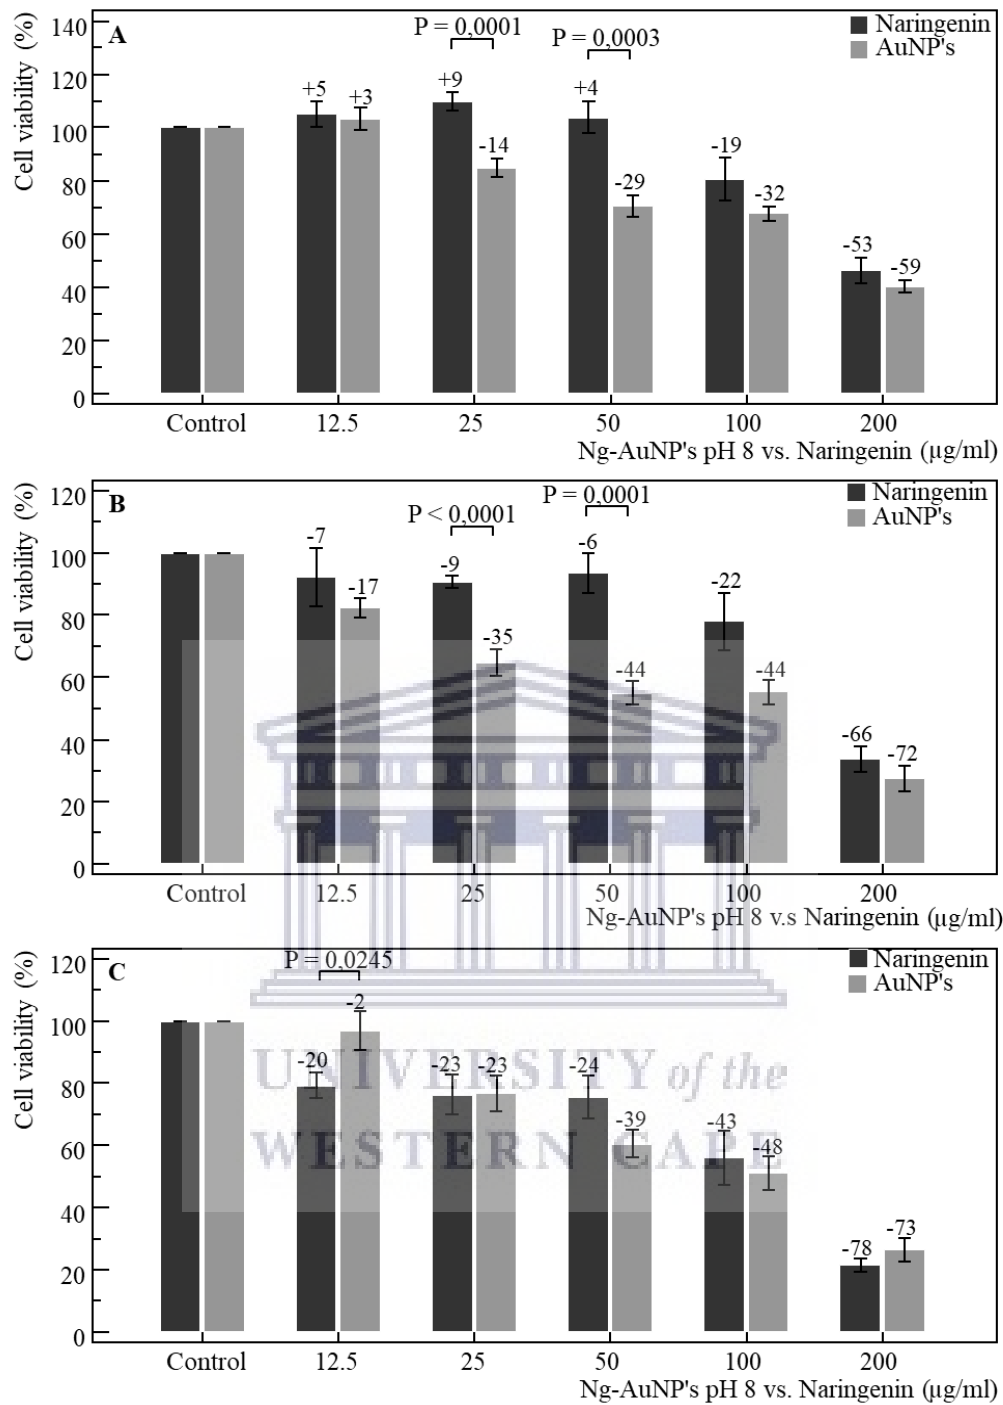 140
120
100
80
60
40
20
0
Cell viability (%)
A
P = 0,0001
P = 0,0003
Naringenin
AuNP's
+5
+3
+9
-14
+4
-29
-19
-32
-53
-59
Control 12.5 25 50 100 200
Ng-AuNP's pH 8 vs. Naringenin (µg/ml)
120
100
80
60
40
20
0
Cell viability (%)
B
P < 0,0001
P = 0,0001
Naringenin
AuNP's
-7
-17
-9
-35
-6
-44
-22
-44
-66
-72
Control 12.5 25 50 100 200
Ng-AuNP's pH 8 v.s Naringenin (µg/ml)
120
100
80
60
40
20
0
Cell viability (%)
C
P = 0,0245
Naringenin
AuNP's
-20
-2
-23
-23
-24
-39
-43
-48
-78
-73
Control 12.5 25 50 100 200
Ng-AuNP's pH 8 vs. Naringenin (µg/ml)
UNIVERSITY of the
WESTERN CAPE